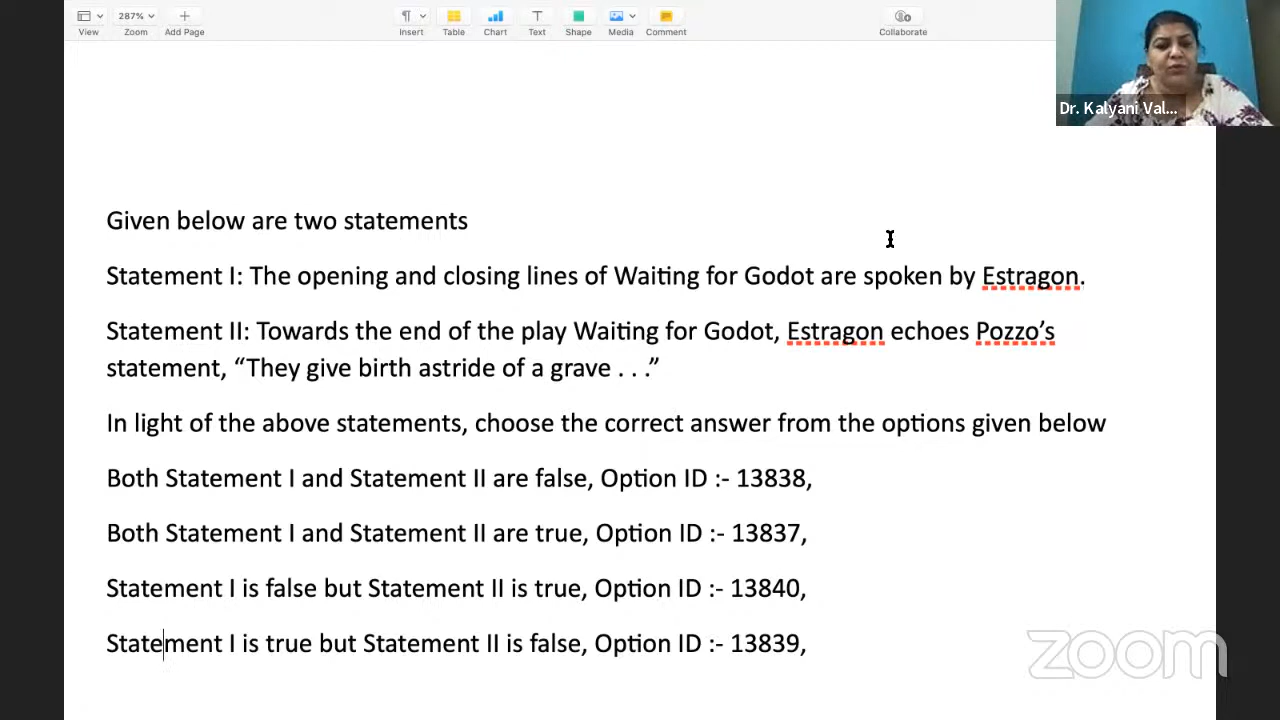 View
287%
Zoom
Add Page
Insert
Table
Chart
T
Text
Shape
Media
Comment
Collaborate
Dr. Kalyani Val...
Given below are two statements
Statement I: The opening and closing lines of Waiting for Godot are spoken by Estragon.
Statement II: Towards the end of the play Waiting for Godot, Estragon echoes Pozzo’s
statement, “They give birth astride of a grave . . .”
In light of the above statements, choose the correct answer from the options given below
Both Statement I and Statement II are false, Option ID :- 13838,
Both Statement I and Statement II are true, Option ID :- 13837,
Statement I is false but Statement II is true, Option ID :- 13840,
Statement I is true but Statement II is false, Option ID :- 13839,
zoom